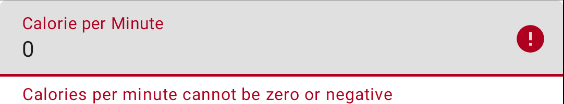 Calorie per Minute
0
Calories per minute cannot be zero or negative